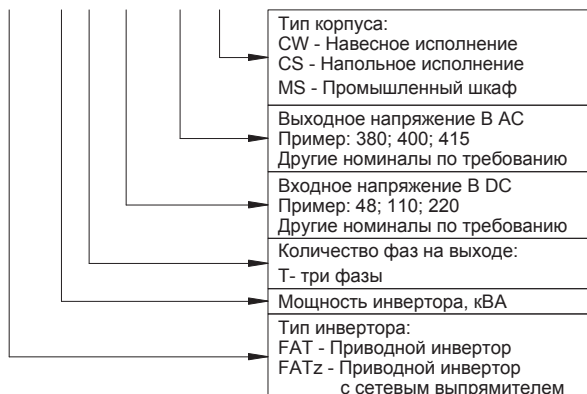 Тип корпуса:
CW - Навесное исполнение
CS - Напольное исполнение
MS - Промышленный шкаф
Выходное напряжение В AC
Пример: 380; 400; 415
Другие номиналы по требованию
Входное напряжение В DC
Пример: 48; 110; 220
Другие номиналы по требованию
Количество фаз на выходе:
Т- три фазы
Мощность инвертора, кВА
Тип инвертора:
FAT - Приводной инвертор
FATz - Приводной инвертор
с сетевым выпрямителем